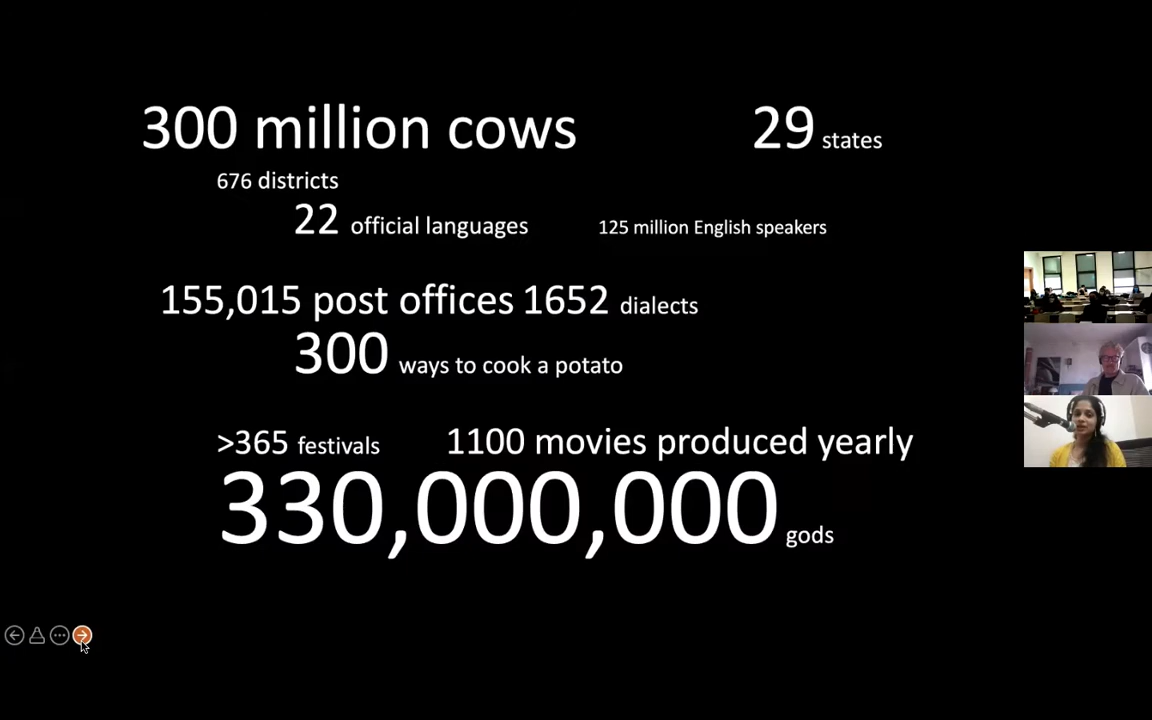 300 million cows 29 states
676 districts
22 official languages 125 million English speakers
155,015 post offices 1652 dialects
300 ways to cook a potato
>365 festivals 1100 movies produced yearly
330,000,000 gods